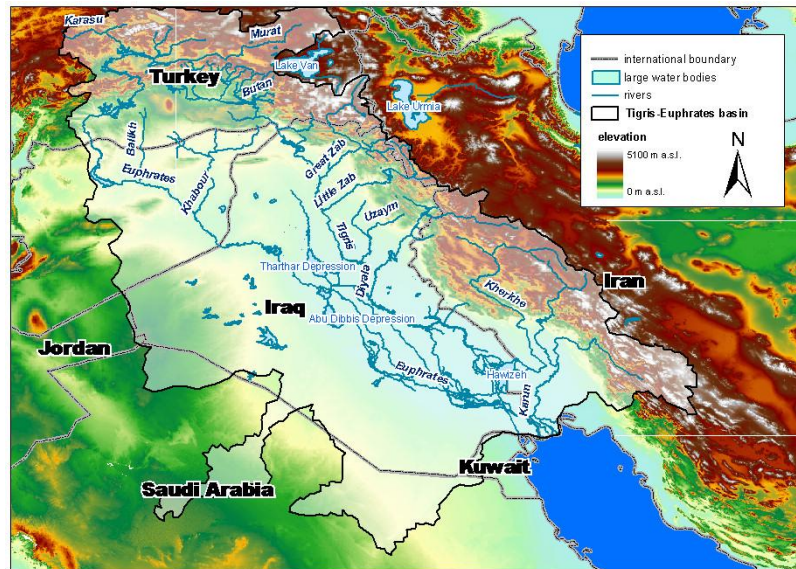 Karasu
Murat
Lake Van
Turkey
Butan
Lake Urmia
Balikh
Euphrates
Khabour
Great Zab
Little Zab
Uzaym
Tigris
Diyala
Tharthar Depression
Kherkhe
Iran
Iraq
Abu Dibbis Depression
Jordan
Euphrates
Hawizeh
Karun
Kuwait
Saudi Arabia
international boundary
large water bodies
rivers
Tigris-Euphrates basin
elevation
5100 m a.s.l.
0 m a.s.l.
N